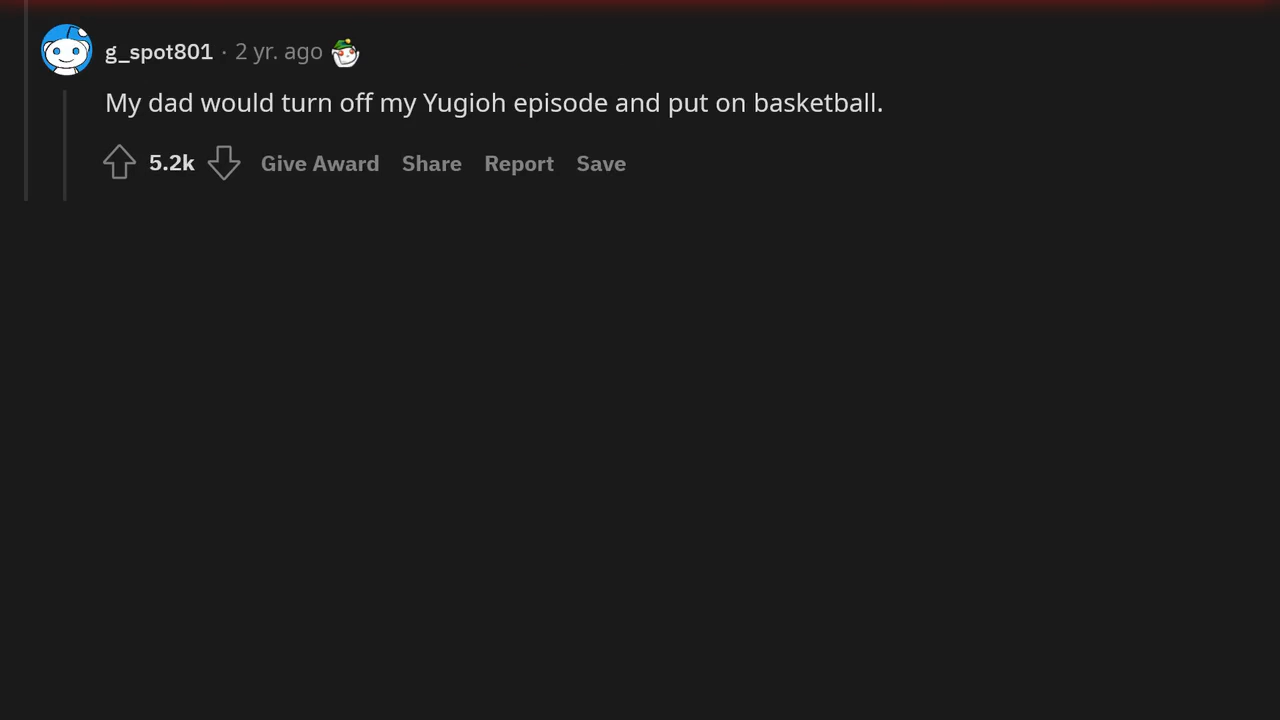 g_spot801 · 2 yr. ago
My dad would turn off my Yugioh episode and put on basketball.
5.2k Give Award Share Report Save